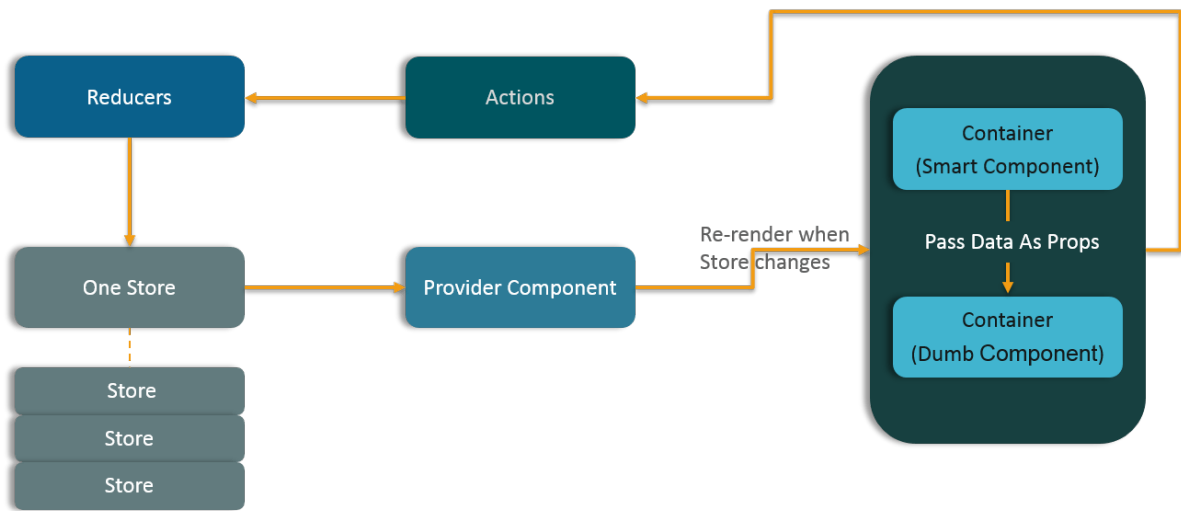 Reducers
Actions
Container
(Smart Component)
Pass Data As Props
Container
(Dumb Component)
Re-render when
Store changes
One Store
Provider Component
Store
Store
Store